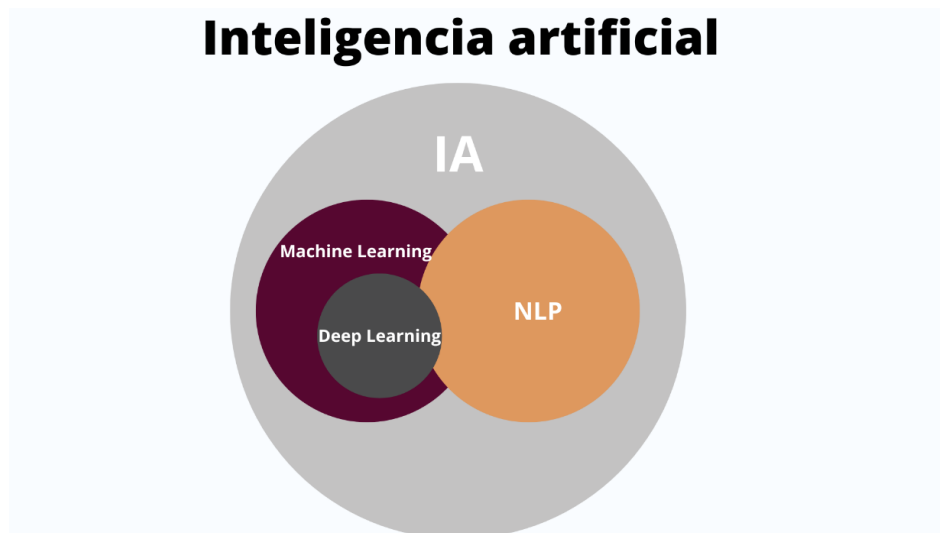 Inteligencia artificial
IA
Machine Learning
NLP
Deep Learning